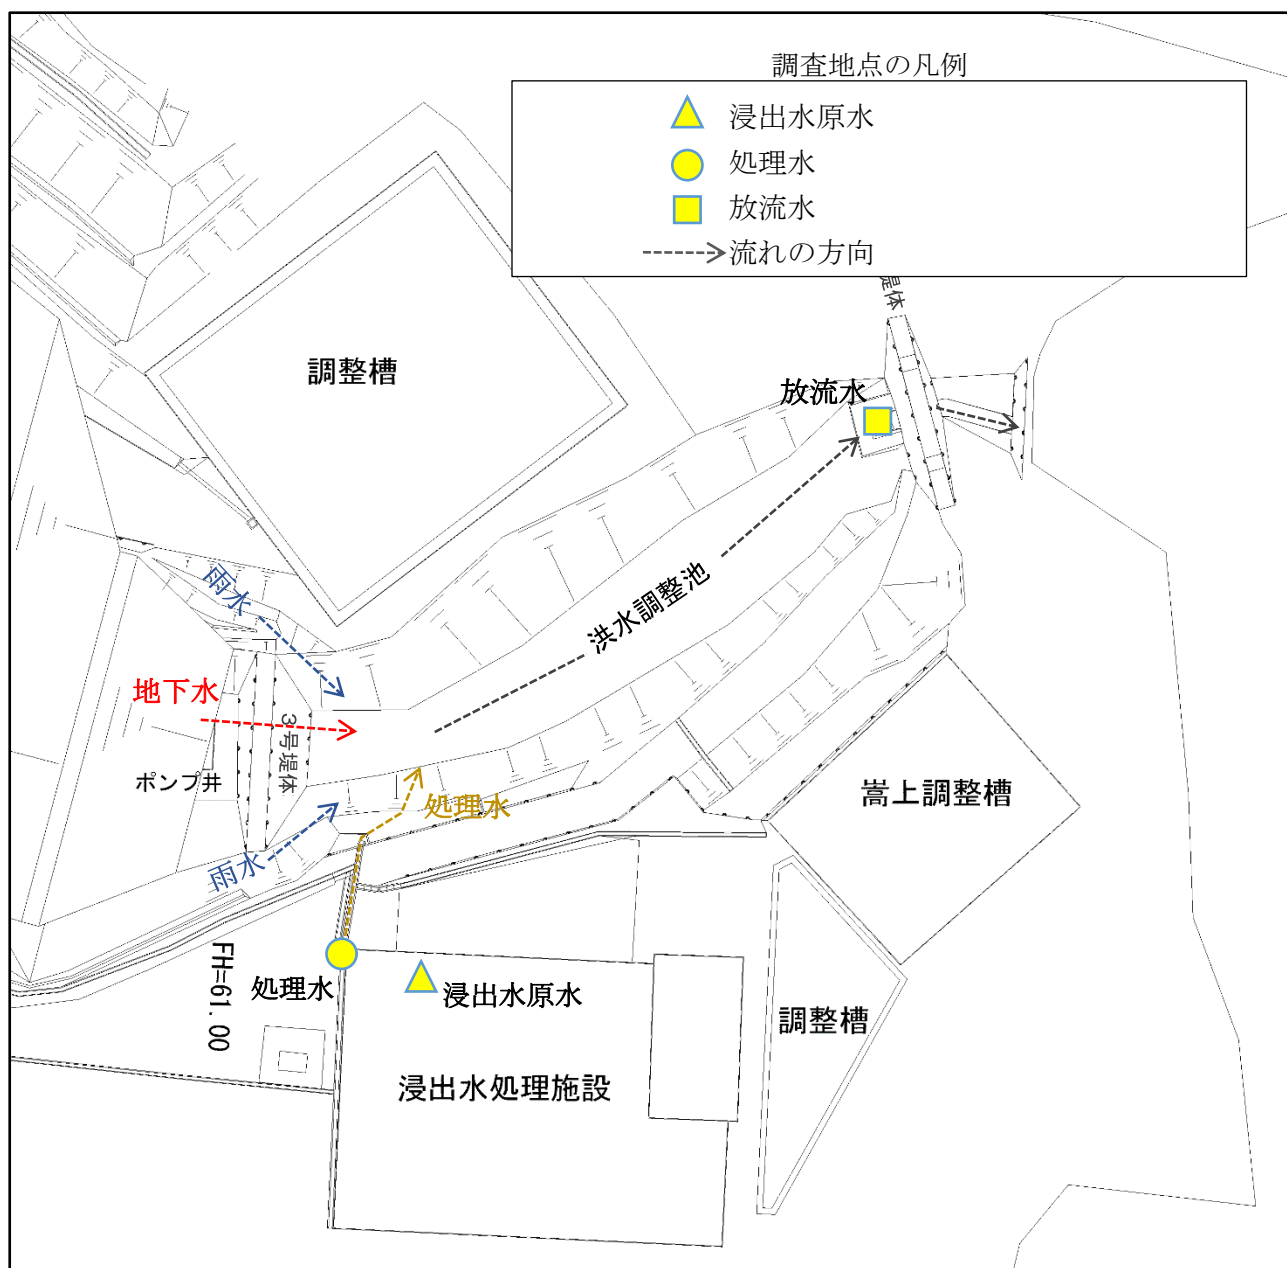 調査地点の凡例
浸出水原水
処理水
放流水
流れの方向
堤体
調整槽
放流水
雨水
洪水調整池
地下水
3号堤体
ポンプ井
処理水
嵩上調整槽
雨水
FH=61.00
処理水
浸出水原水
調整槽
浸出水処理施設